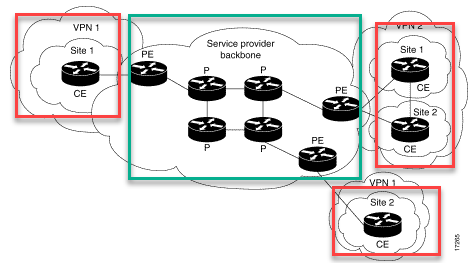 VPN 1
Site 1
CE
PE
Service provider
backbone
P
P
P
P
PE
PE
VPN 2
Site 1
CE
Site 2
CE
VPN 1
Site 2
CE
17265